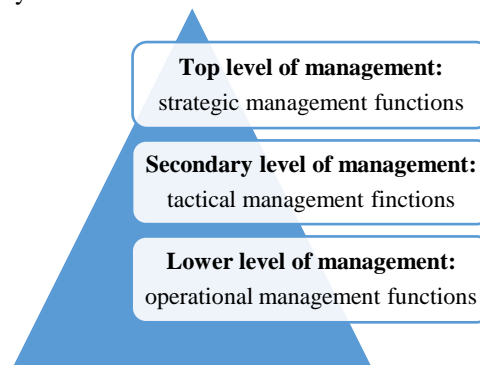 Top level of management:
strategic management functions
Secondary level of management:
tactical management finctions
Lower level of management:
operational management functions